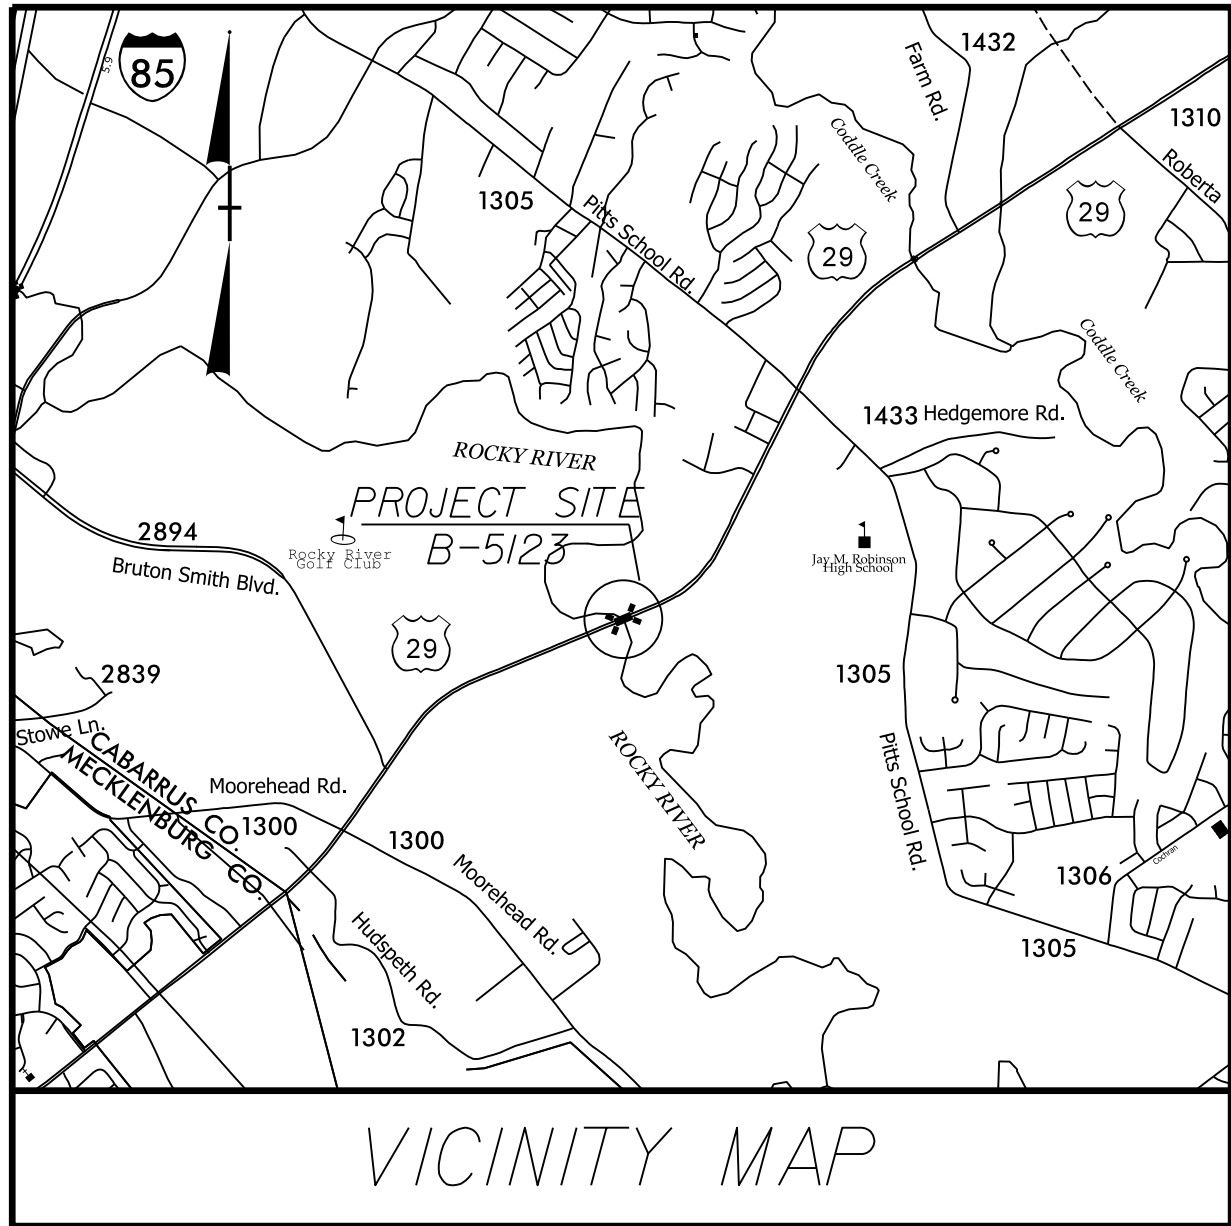 85
5.9
1432
Farm Rd.
1310
Roberta
Coddle Creek
1305
Pitts School Rd.
29
29
Coddle Creek
1433 Hedgemore Rd.
ROCKY RIVER
PROJECT SITE
B-5123
2894
Bruton Smith Blvd.
Rocky River
Golf Club
Jay M. Robinson
High School
29
2839
Stowe Ln.
1305
CABARRUS CO.
MECKLENBURG CO.
Moorehead Rd.
1300
1300
Moorehead Rd.
ROCKY RIVER
Pitts School Rd.
Cochran
1306
Hudspeth Rd.
1305
1302
VICINITY MAP